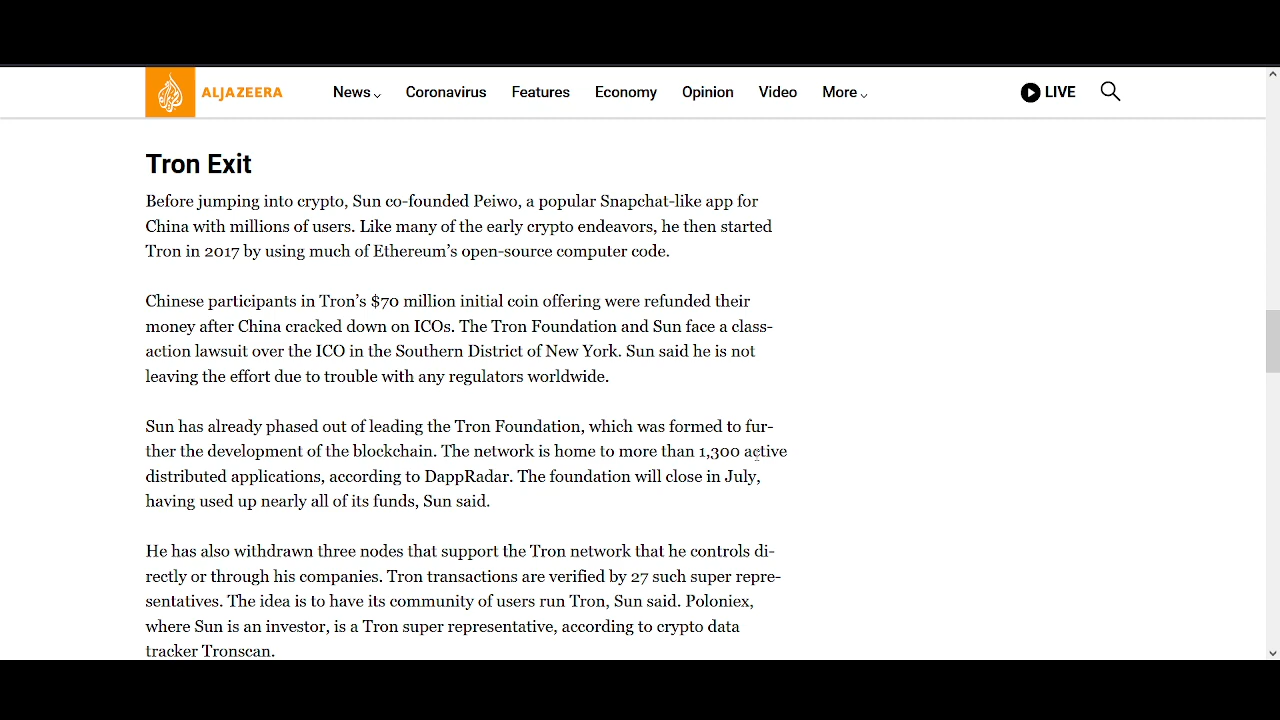 ALJAZEERA News Coronavirus Features Economy Opinion Video More LIVE
Tron Exit
Before jumping into crypto, Sun co-founded Peiwo, a popular Snapchat-like app for
China with millions of users. Like many of the early crypto endeavors, he then started
Tron in 2017 by using much of Ethereum’s open-source computer code.
Chinese participants in Tron’s $70 million initial coin offering were refunded their
money after China cracked down on ICOs. The Tron Foundation and Sun face a class-
action lawsuit over the ICO in the Southern District of New York. Sun said he is not
leaving the effort due to trouble with any regulators worldwide.
Sun has already phased out of leading the Tron Foundation, which was formed to fur-
ther the development of the blockchain. The network is home to more than 1,300 active
distributed applications, according to DappRadar. The foundation will close in July,
having used up nearly all of its funds, Sun said.
He has also withdrawn three nodes that support the Tron network that he controls di-
rectly or through his companies. Tron transactions are verified by 27 such super repre-
sentatives. The idea is to have its community of users run Tron, Sun said. Poloniex,
where Sun is an investor, is a Tron super representative, according to crypto data
tracker Tronscan.